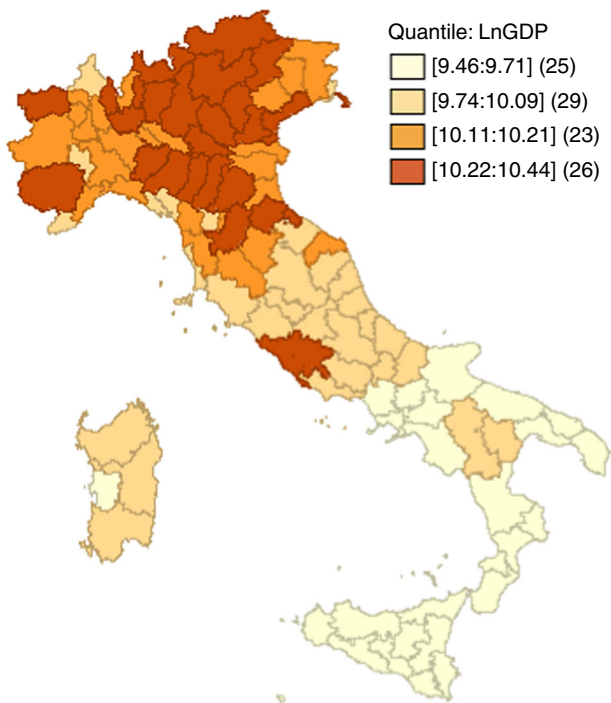 Quantile: LnGDP
[9.46:9.71] (25)
[9.74:10.09] (29)
[10.11:10.21] (23)
[10.22:10.44] (26)